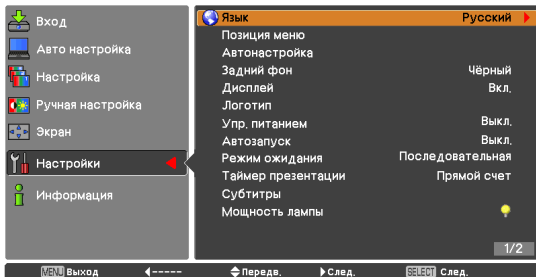 Вход
Авто настройка
Настройка
Ручная настройка
Экран
Настройки
Информация
Язык Русский
Позиция меню
Автонастройка
Задний фон Чёрный
Дисплей Вкл.
Логотип
Упр. питанием Выкл.
Автозапуск Выкл.
Режим ожидания Последовательная
Таймер презентации Прямой счет
Субтитры
Мощность лампы
1/2
MENU Выход ----- Передв. След. SELECT След.